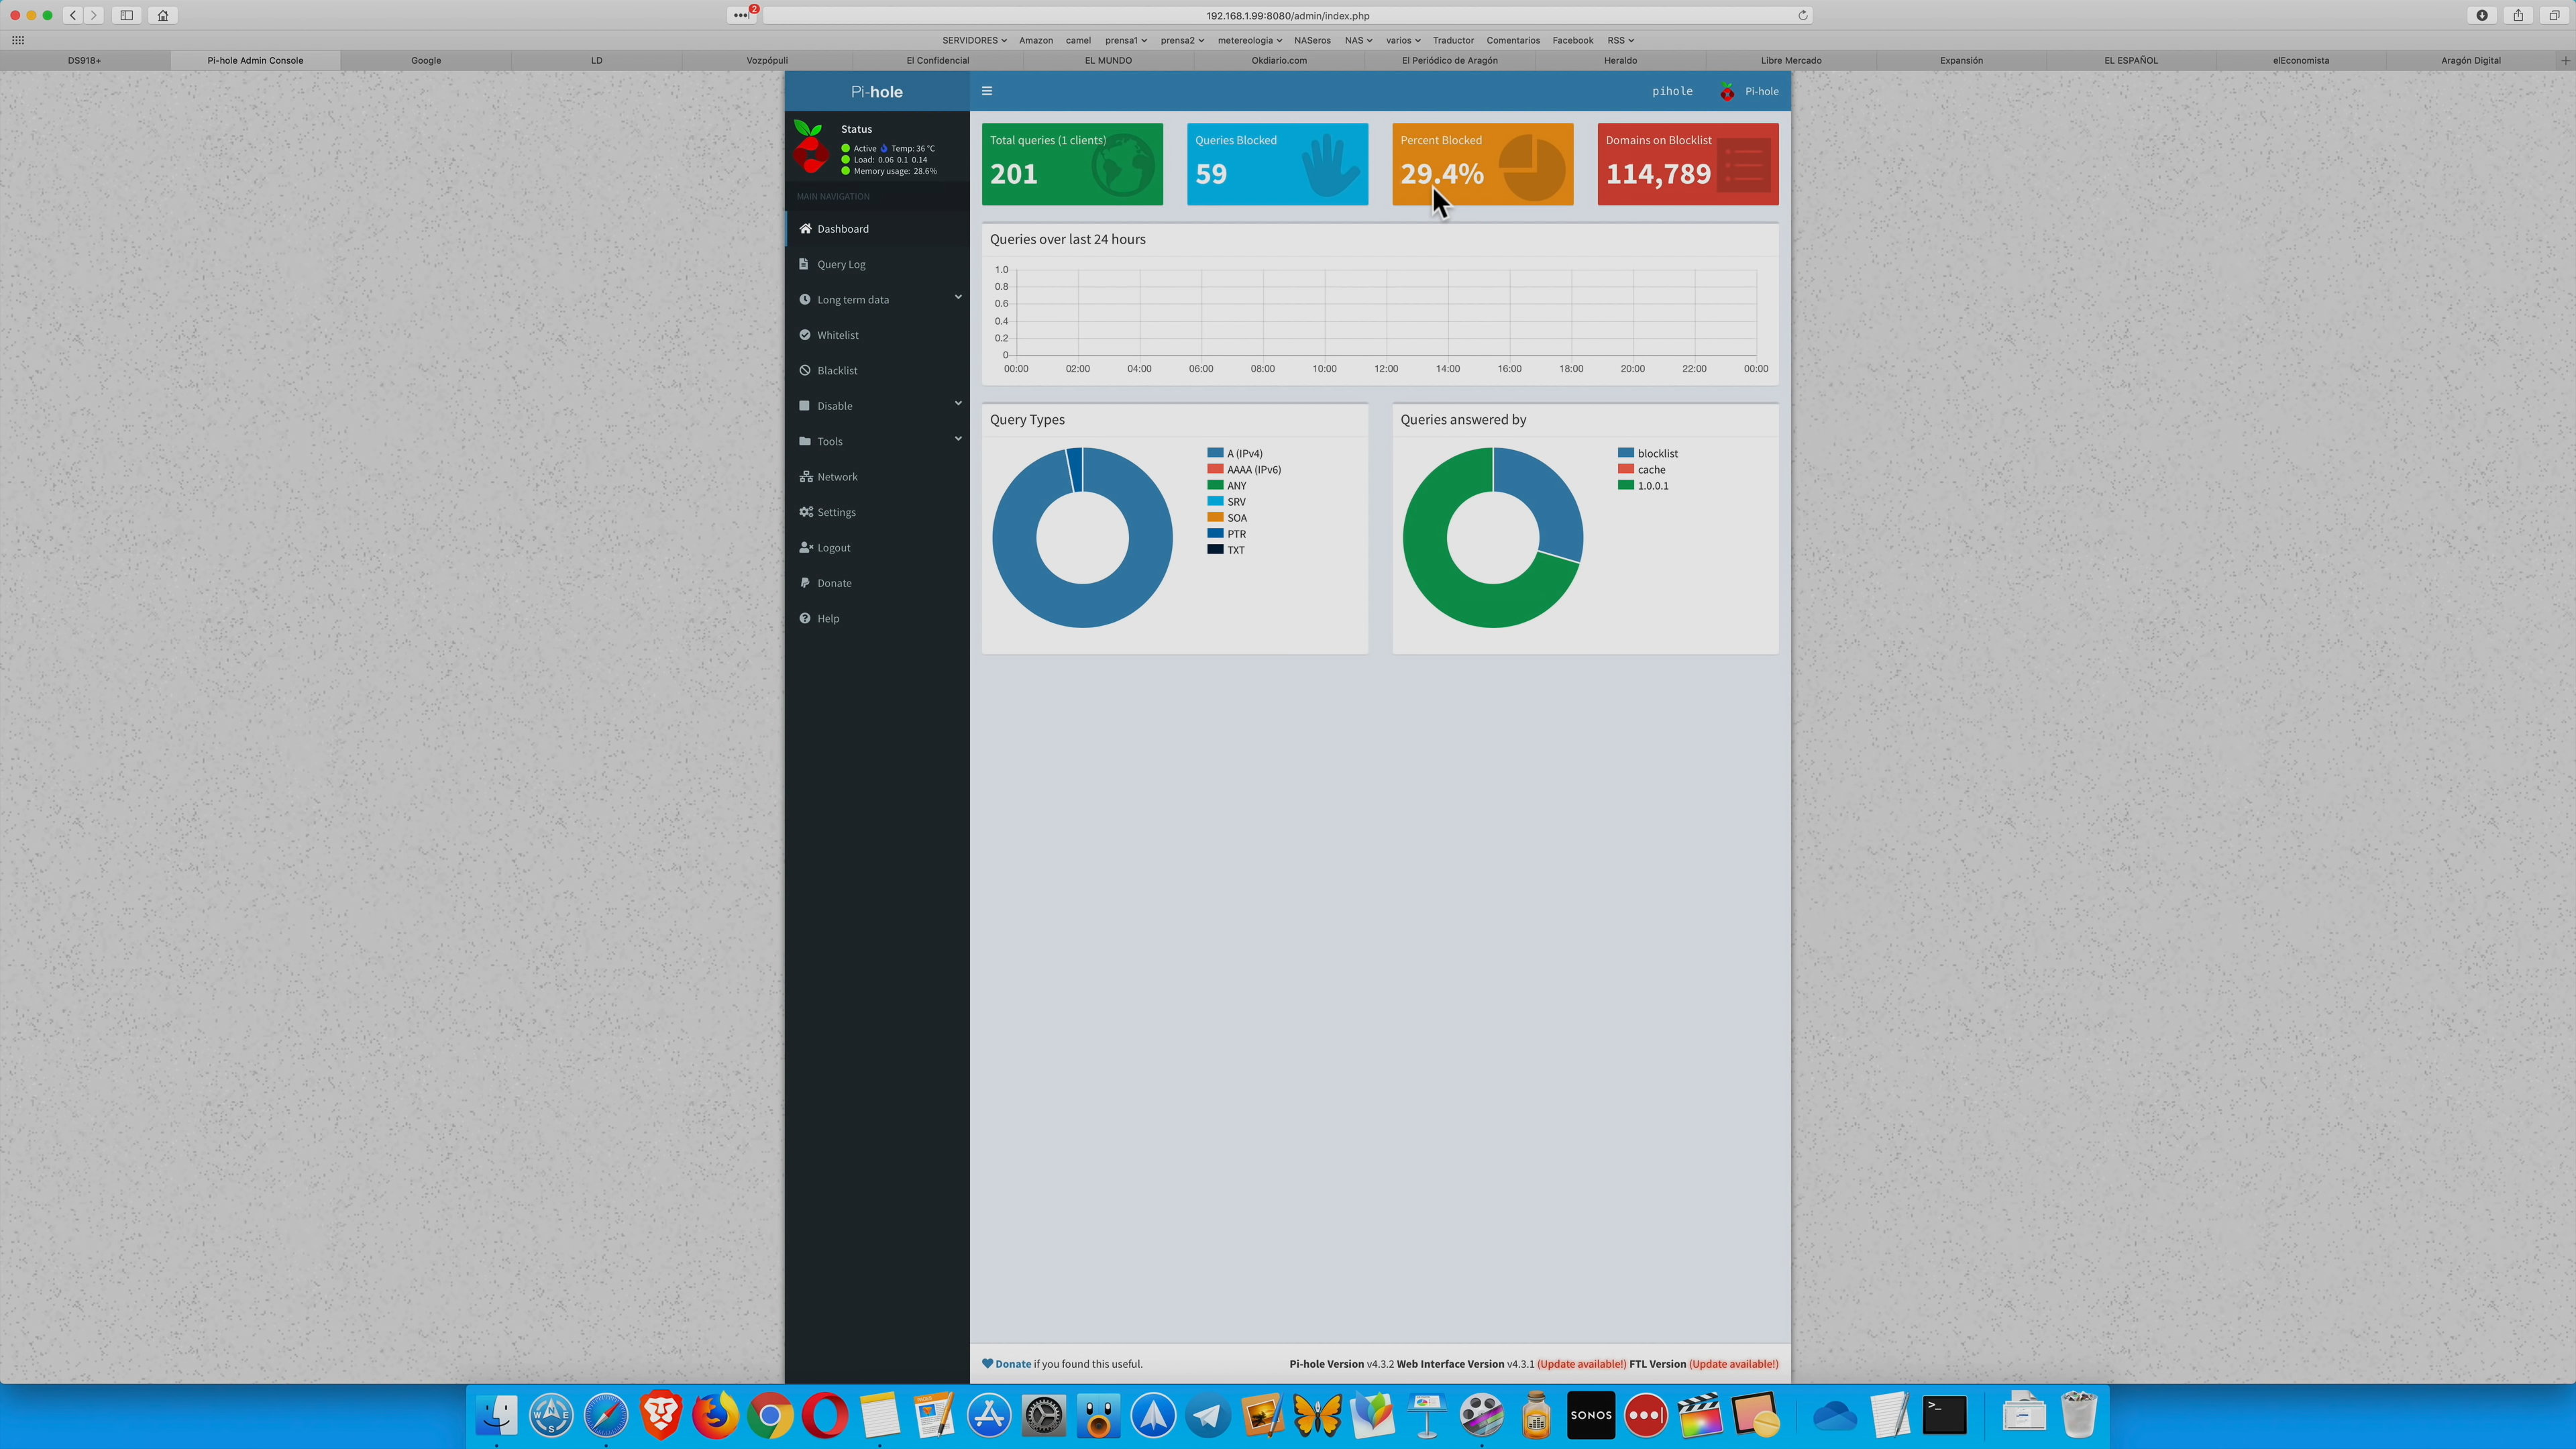 2
192.168.1.99:8080/admin/index.php
SERVIDORES Amazon camel prensa1 prensa2 metereologia NASeros NAS varios Traductor Comentarios Facebook RSS
DS918+ Pi-hole Admin Console Google LD Vozpópuli El Confidencial EL MUNDO Okdiario.com El Periódico de Aragón Heraldo Libre Mercado Expansión EL ESPAÑOL elEconomista Aragón Digital
Pi-hole
pihole Pi-hole
Status
Active Temp: 36 °C
Load: 0.06 0.1 0.14
Memory usage: 28.6%
MAIN NAVIGATION
Dashboard
Query Log
Long term data
Whitelist
Blacklist
Disable
Tools
Network
Settings
Logout
Donate
Help
Total queries (1 clients)
201
Queries Blocked
59
Percent Blocked
29.4%
Domains on Blocklist
114,789
Queries over last 24 hours
1.0
0.8
0.6
0.4
0.2
0
00:00 02:00 04:00 06:00 08:00 10:00 12:00 14:00 16:00 18:00 20:00 22:00 00:00
Query Types
A (IPv4)
AAAA (IPv6)
ANY
SRV
SOA
PTR
TXT
Queries answered by
blocklist
cache
1.0.0.1
Donate if you found this useful.
Pi-hole Version v4.3.2 Web Interface Version v4.3.1 (Update available!) FTL Version (Update available!)
SONOS